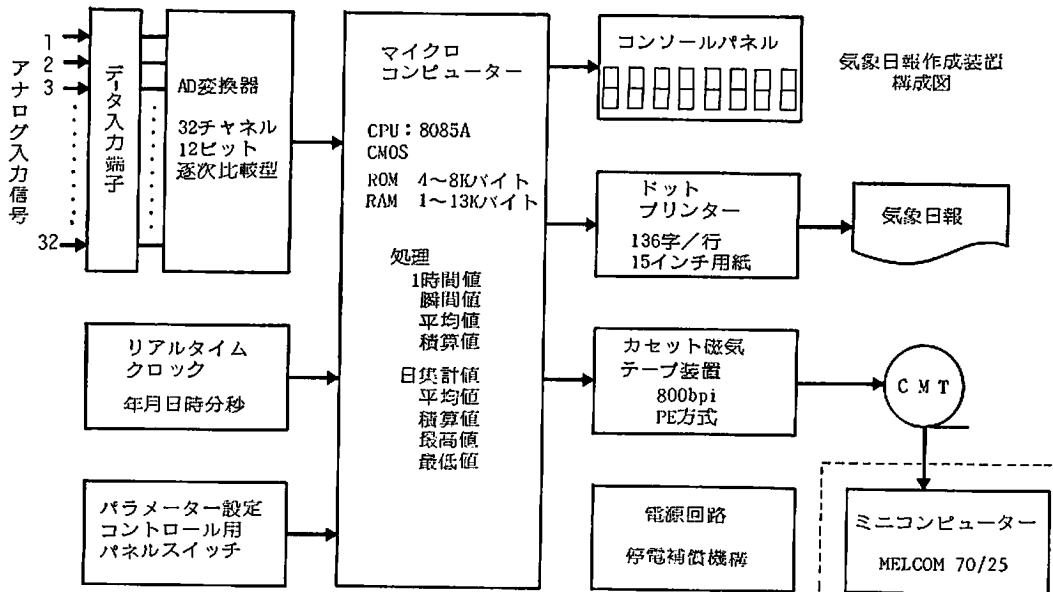 気象日報作成装置
構成図
アナログ入力信号
1
2
3
32
データ入力端子
AD変換器
32チャネル
12ビット
逐次比較型
マイクロ
コンピューター
CPU:8085A
CMOS
ROM 4~8Kバイト
RAM 1~13Kバイト
処理
1時間値
瞬間値
平均値
積算値
日集計値
平均値
積算値
最高値
最低値
コンソールパネル
ドット
プリンター
136字/行
15インチ用紙
気象日報
リアルタイム
クロック
年月日時分秒
カセット磁気
テープ装置
800bpi
PE方式
CMT
パラメーター設定
コントロール用
パネルスイッチ
電源回路
停電補償機構
ミニコンピューター
MELCOM 70/25